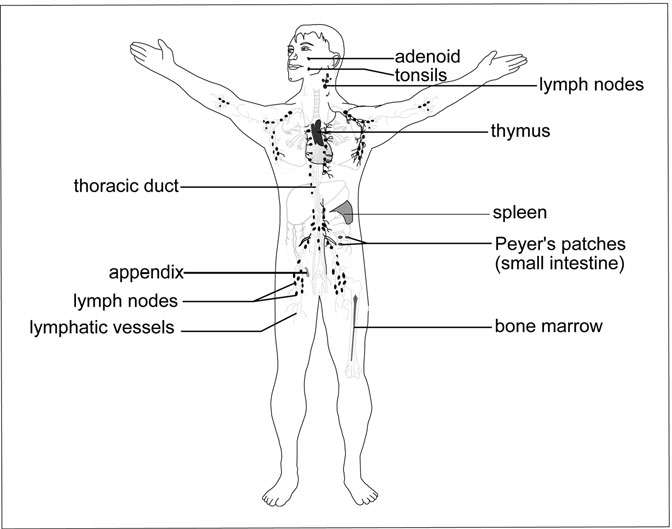 adenoid
tonsils
lymph nodes
thymus
thoracic duct
spleen
Peyer's patches
(small intestine)
appendix
lymph nodes
lymphatic vessels
bone marrow